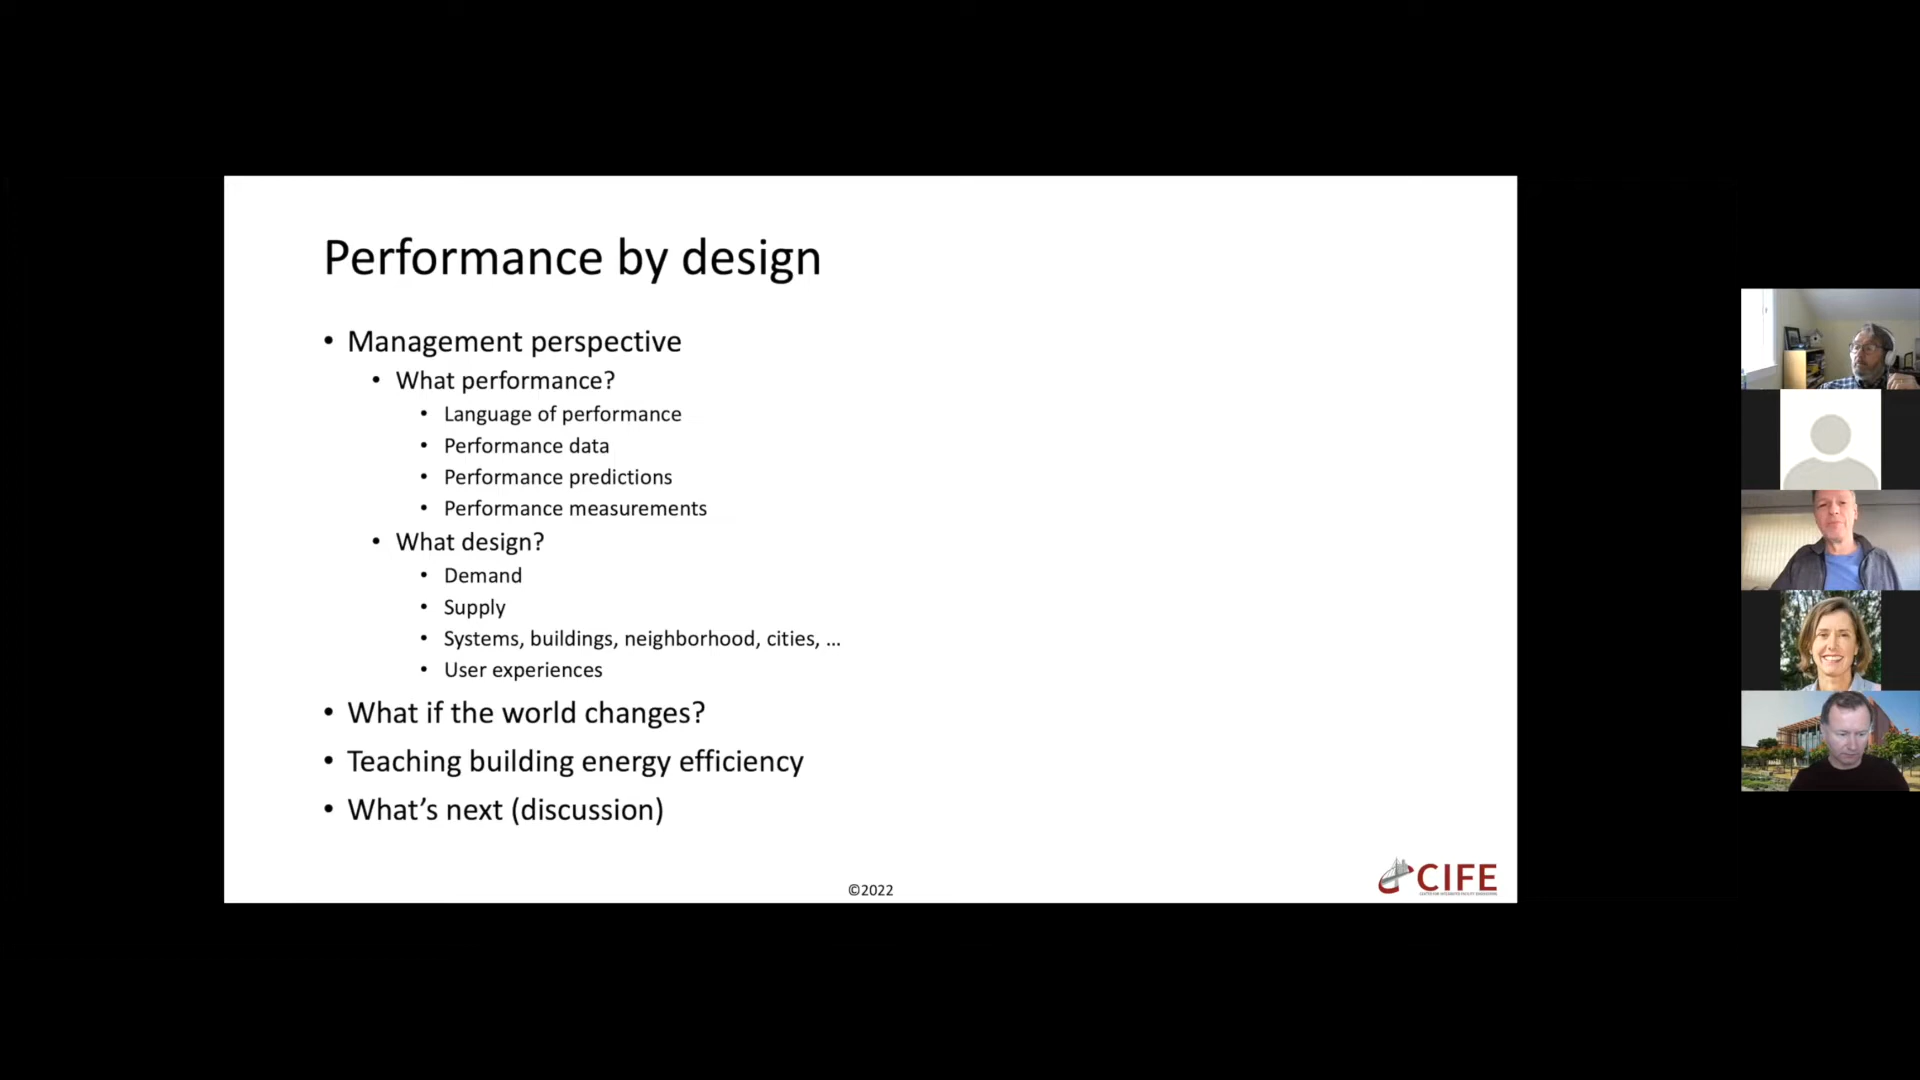 Performance by design
• Management perspective
• What performance?
• Language of performance
• Performance data
• Performance predictions
• Performance measurements
• What design?
• Demand
• Supply
• Systems, buildings, neighborhood, cities, ...
• User experiences
• What if the world changes?
• Teaching building energy efficiency
• What's next (discussion)
©2022
CIFE